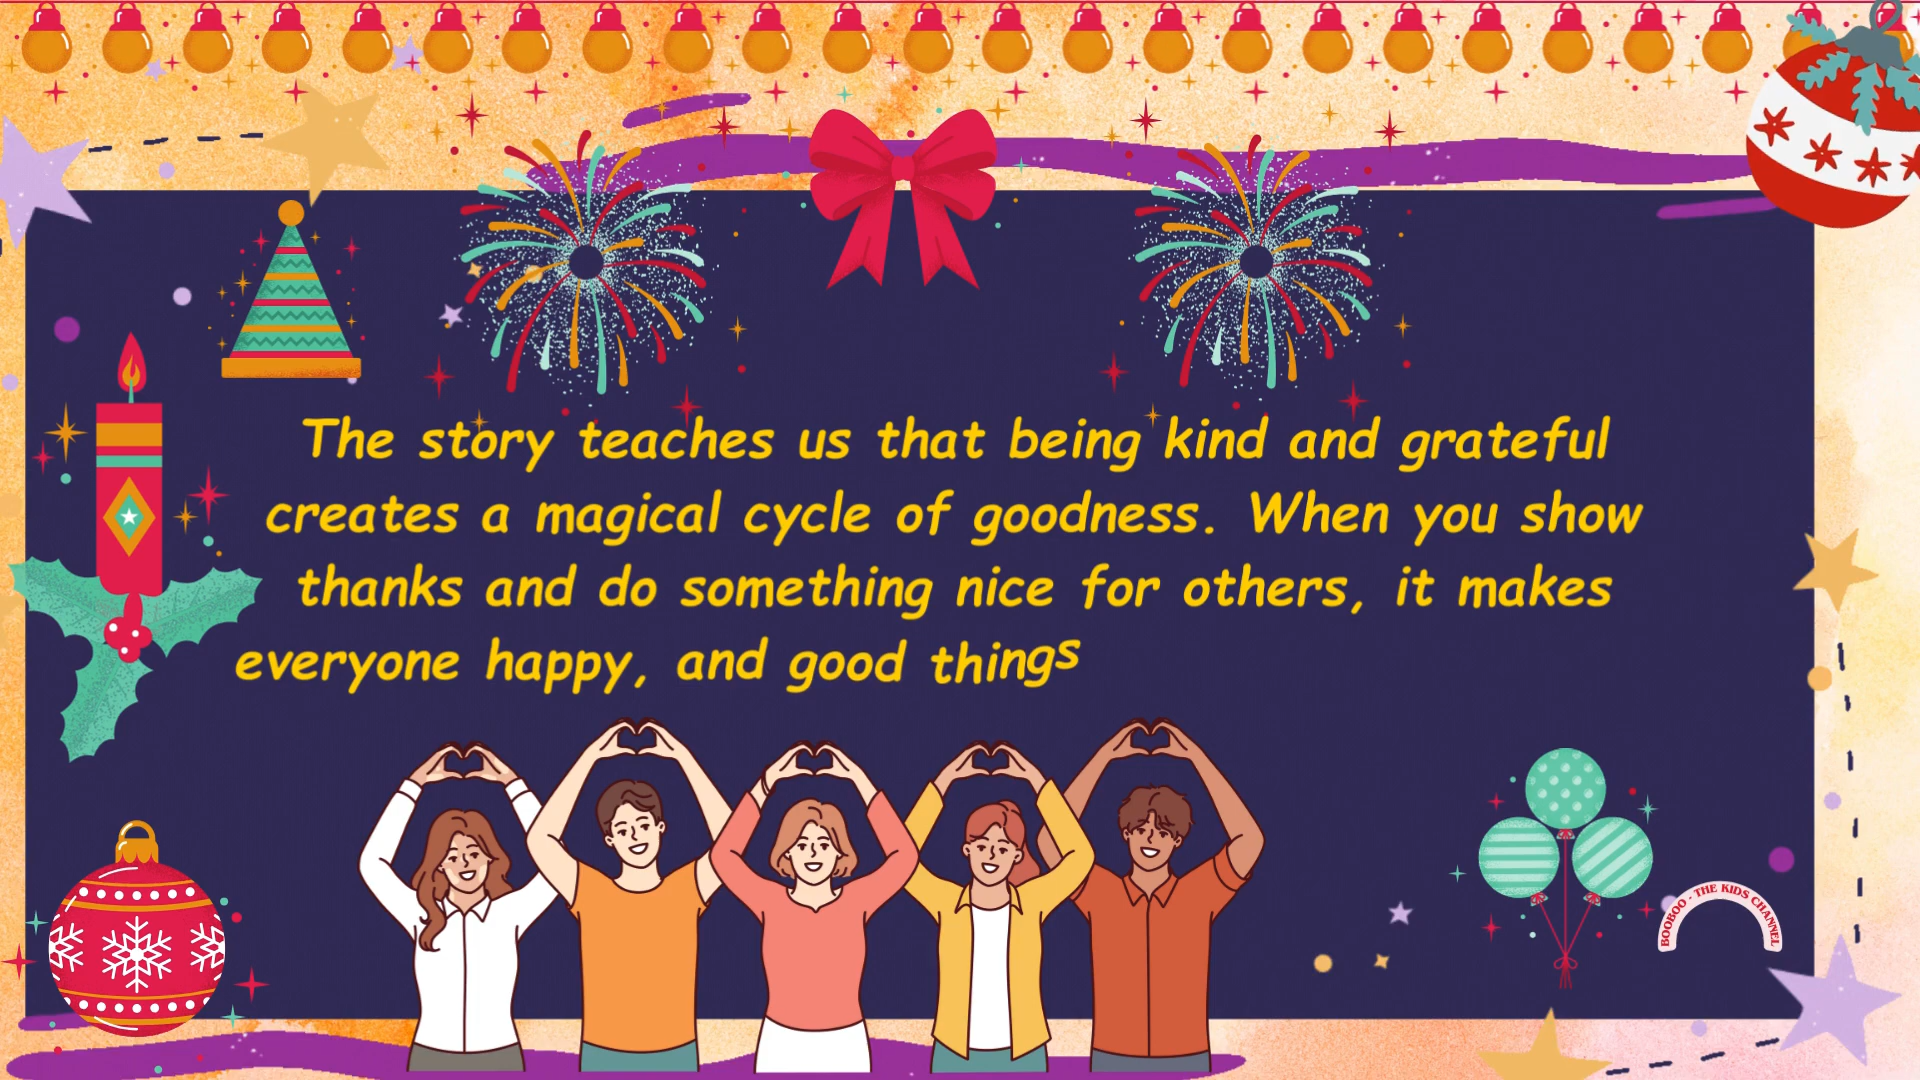 The story teaches us that being kind and grateful
creates a magical cycle of goodness. When you show
thanks and do something nice for others, it makes
everyone happy, and good things
BOOBOO - THE KIDS CHANNEL